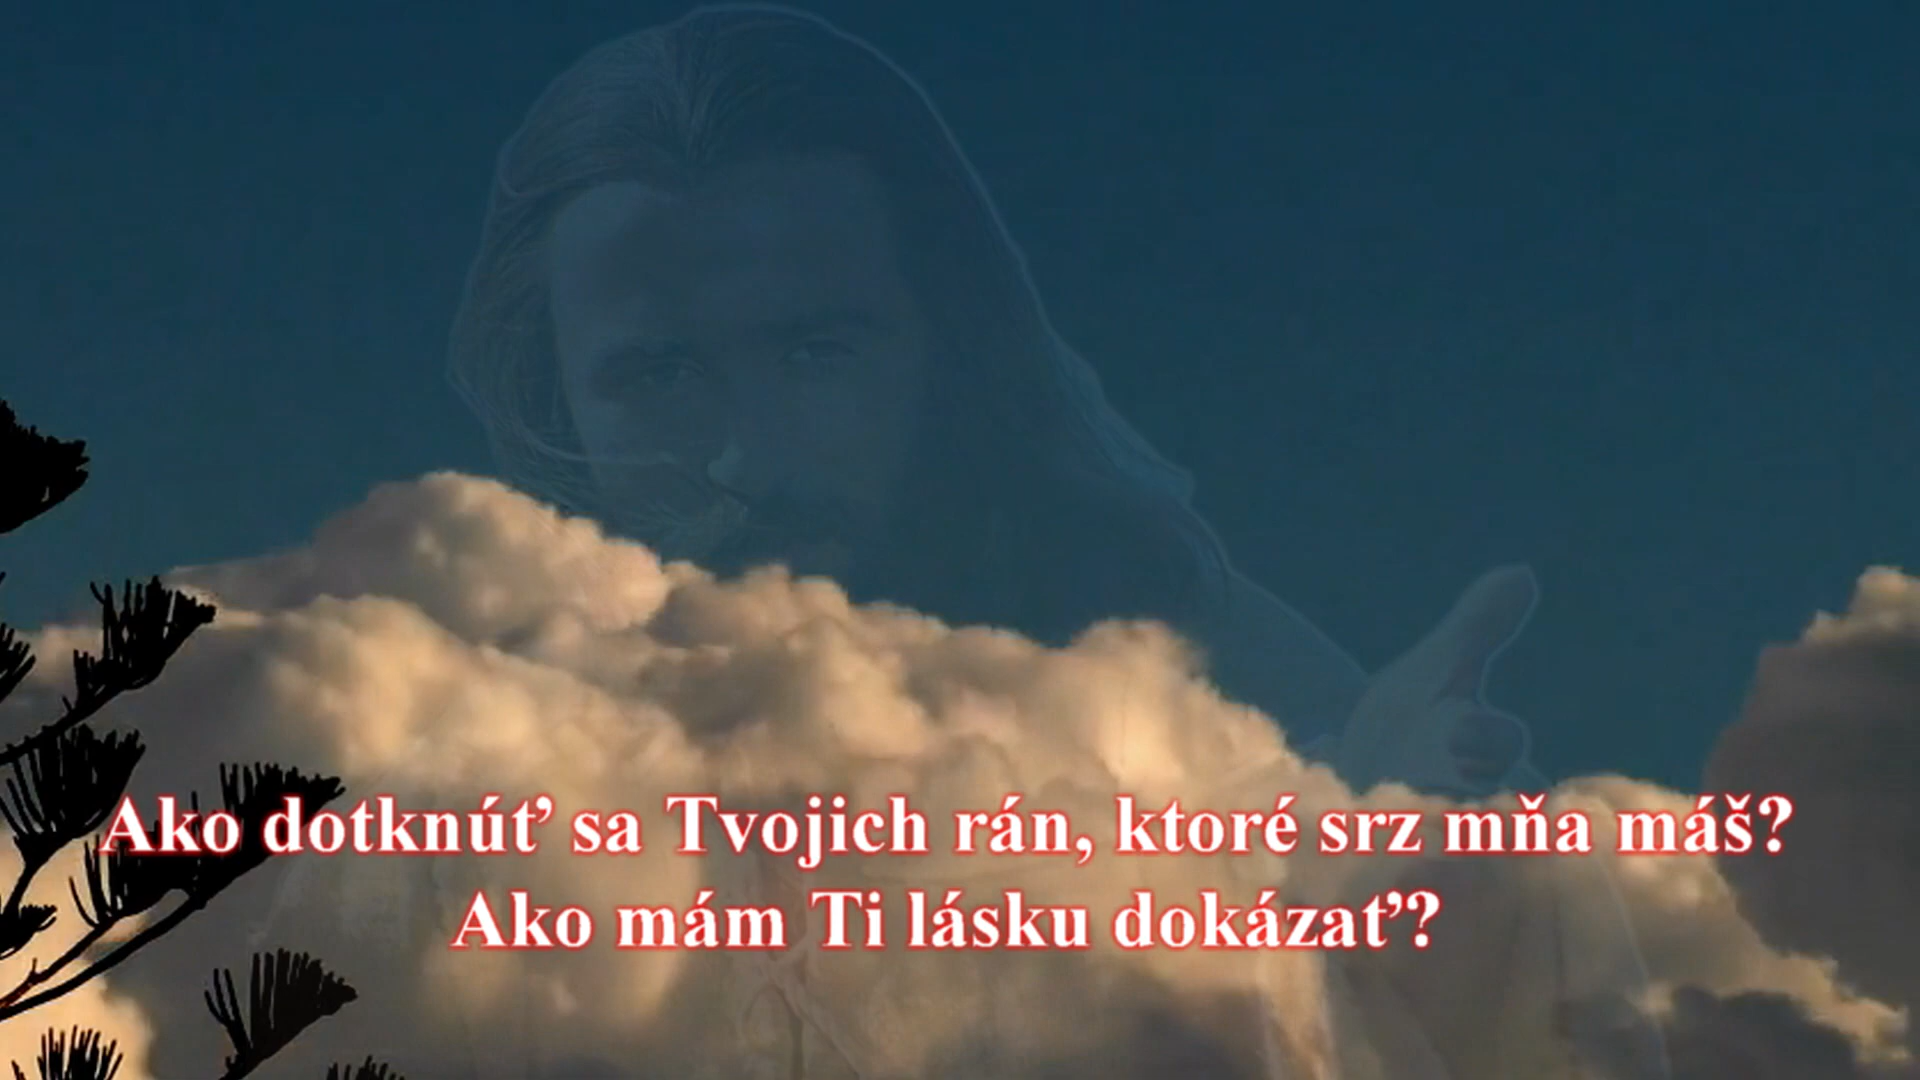 Ako dotknúť sa Tvojich rán, ktoré srz mňa máš?
Ako mám Ti lásku dokázať?